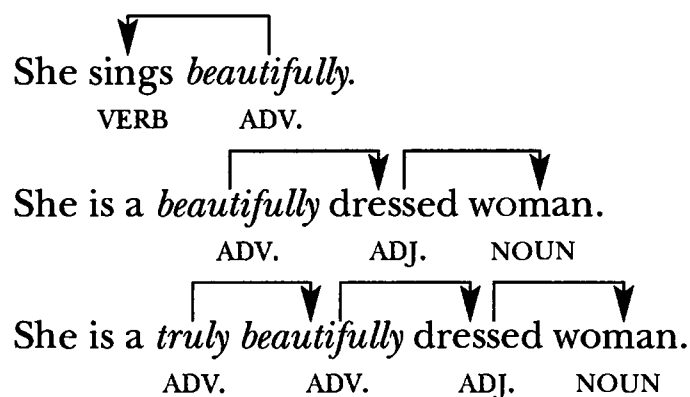 She sings beautifully.
VERB ADV.
She is a beautifully dressed woman.
ADV. ADJ. NOUN
She is a truly beautifully dressed woman.
ADV. ADV. ADJ. NOUN